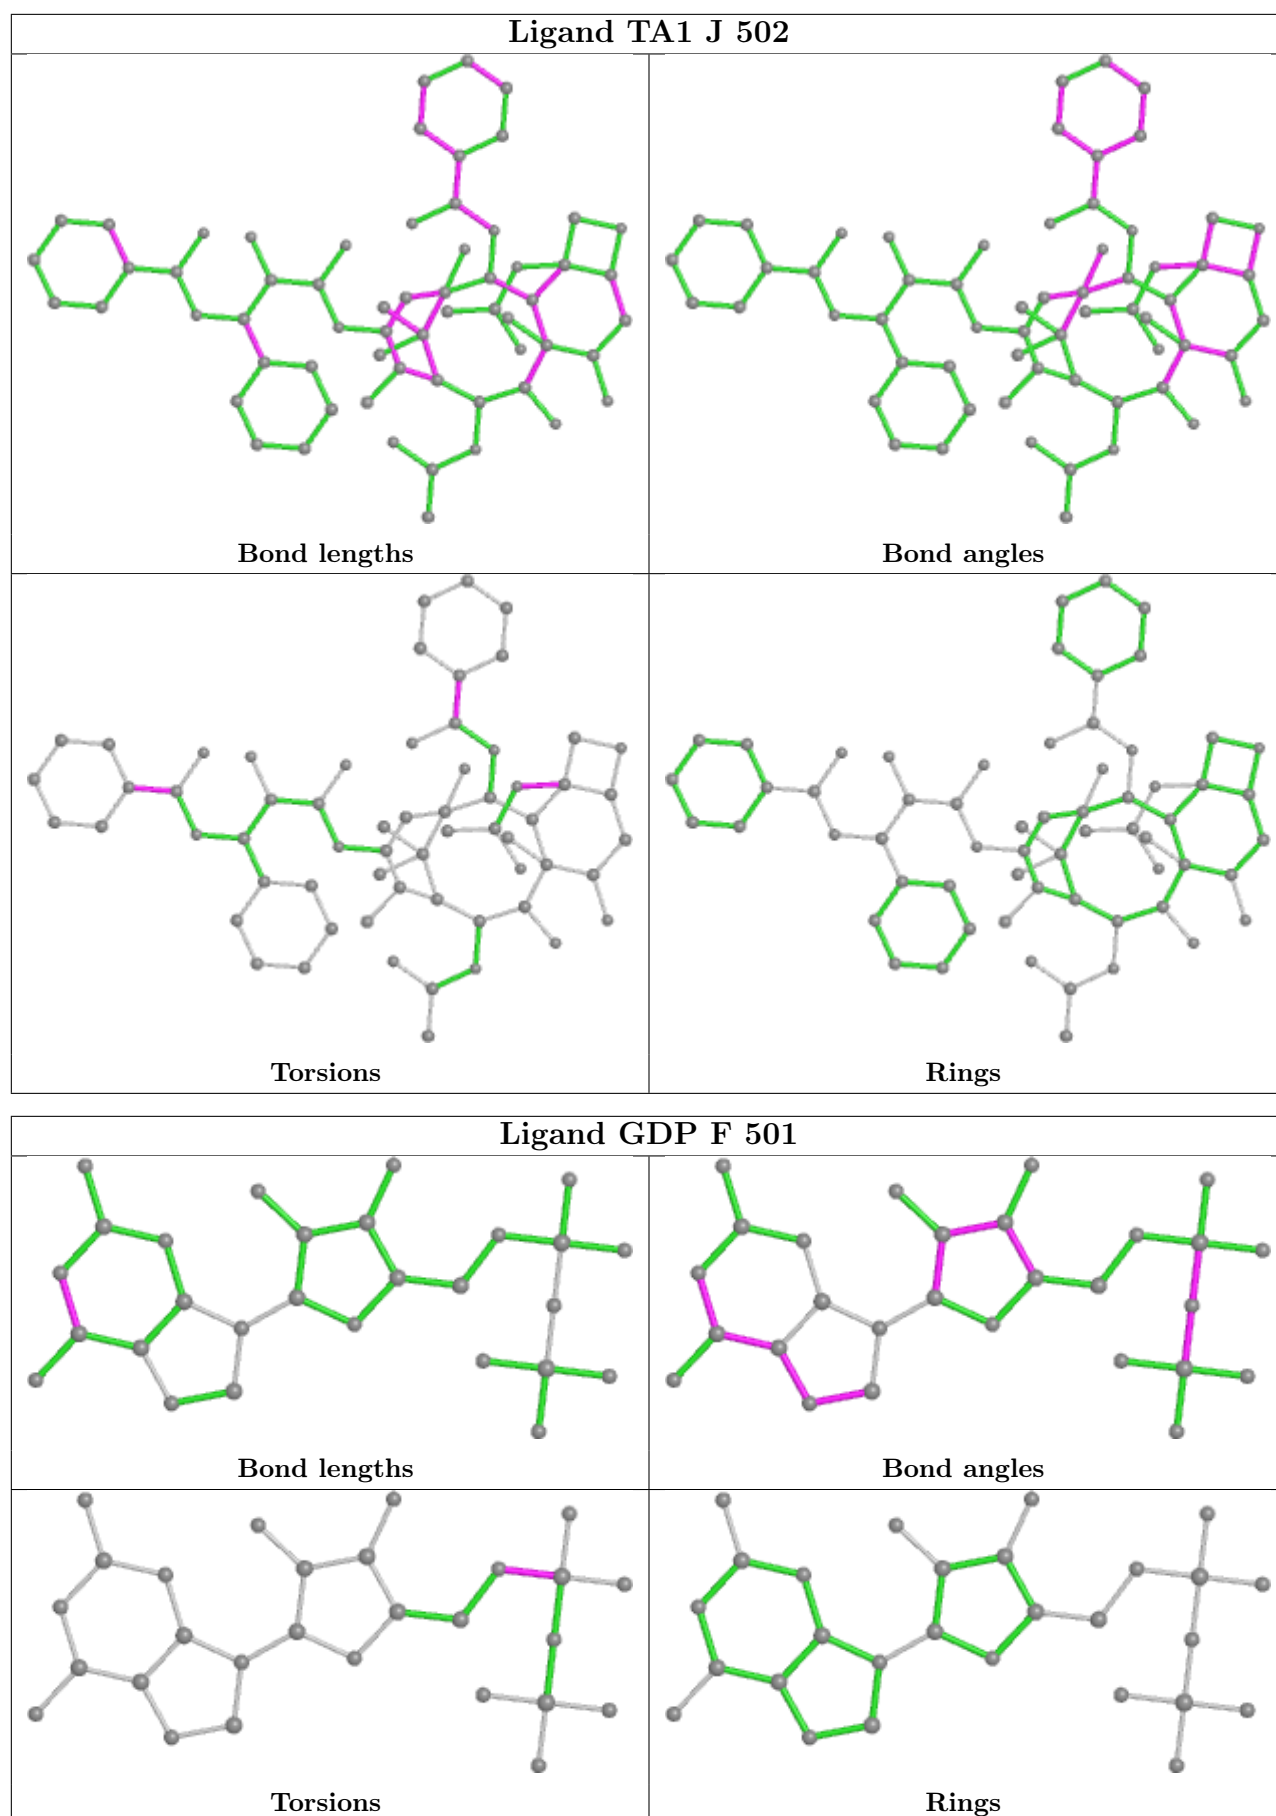 Ligand TA1 J 502
Bond lengths
Bond angles
Torsions
Rings
Ligand GDP F 501
Bond lengths
Bond angles
Torsions
Rings